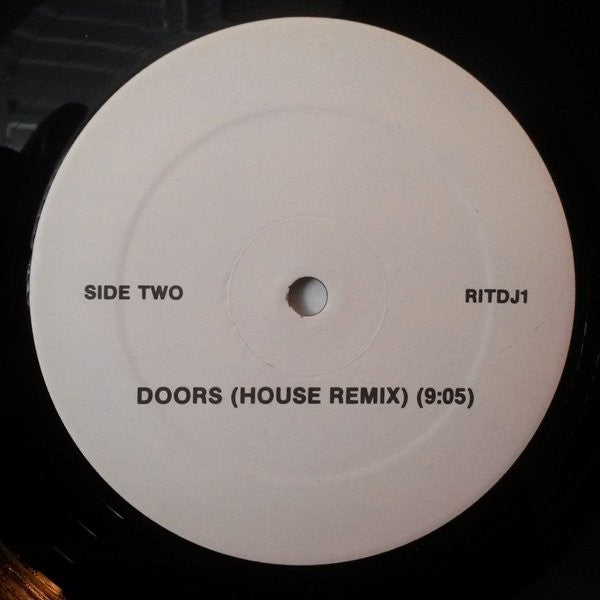 SIDE TWO
RITDJ1
DOORS (HOUSE REMIX) (9:05)